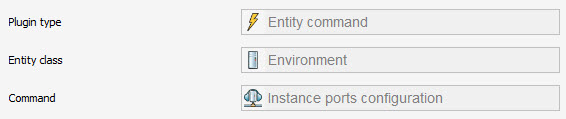 Plugin type Entity command
Entity class Environment
Command Instance ports configuration